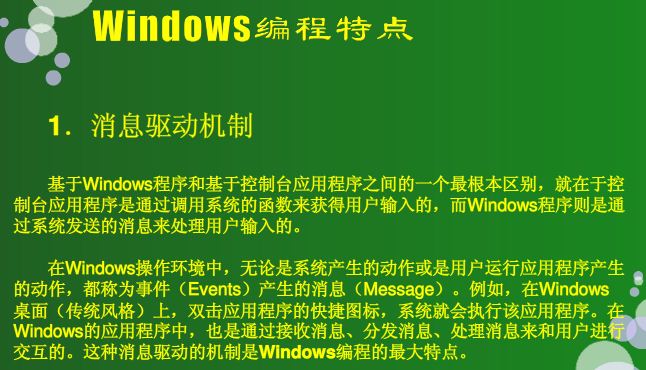 Windows编程特点
1．消息驱动机制
基于Windows程序和基于控制台应用程序之间的一个最根本区别，就在于控
制台应用程序是通过调用系统的函数来获得用户输入的，而Windows程序则是通
过系统发送的消息来处理用户输入的。
在Windows操作环境中，无论是系统产生的动作或是用户运行应用程序产生
的动作，都称为事件（Events）产生的消息（Message）。例如，在Windows
桌面（传统风格）上，双击应用程序的快捷图标，系统就会执行该应用程序。在
Windows的应用程序中，也是通过接收消息、分发消息、处理消息来和用户进行
交互的。这种消息驱动的机制是Windows编程的最大特点。